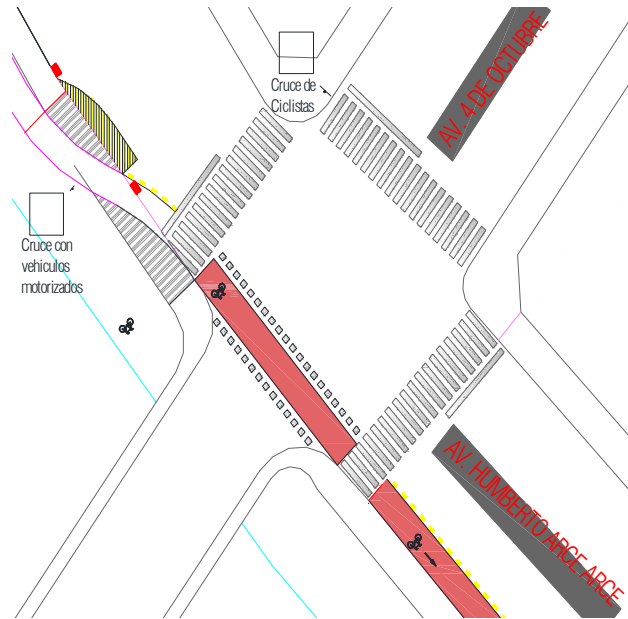 AV. 4 DE OCTUBRE
Cruce de
Ciclistas
Cruce con
vehiculos
motorizados
AV. HUMBERTO ARCE ARCE